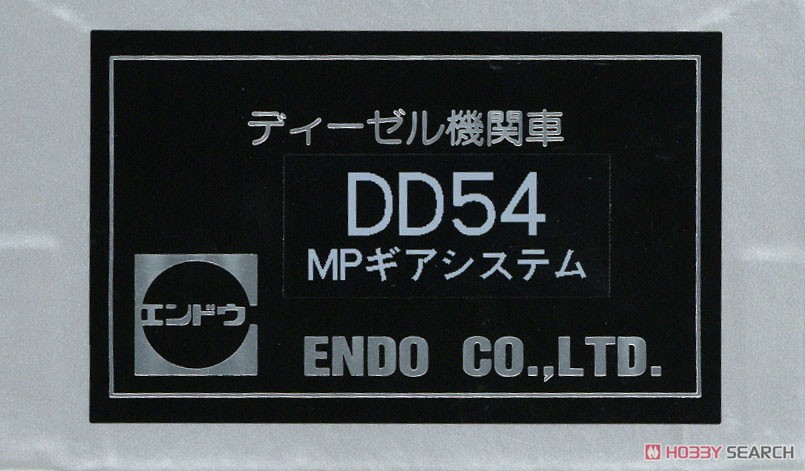 ディーゼル機関車
DD54
MPギアシステム
エンドウ
ENDO CO.,LTD.
HOBBY SEARCH